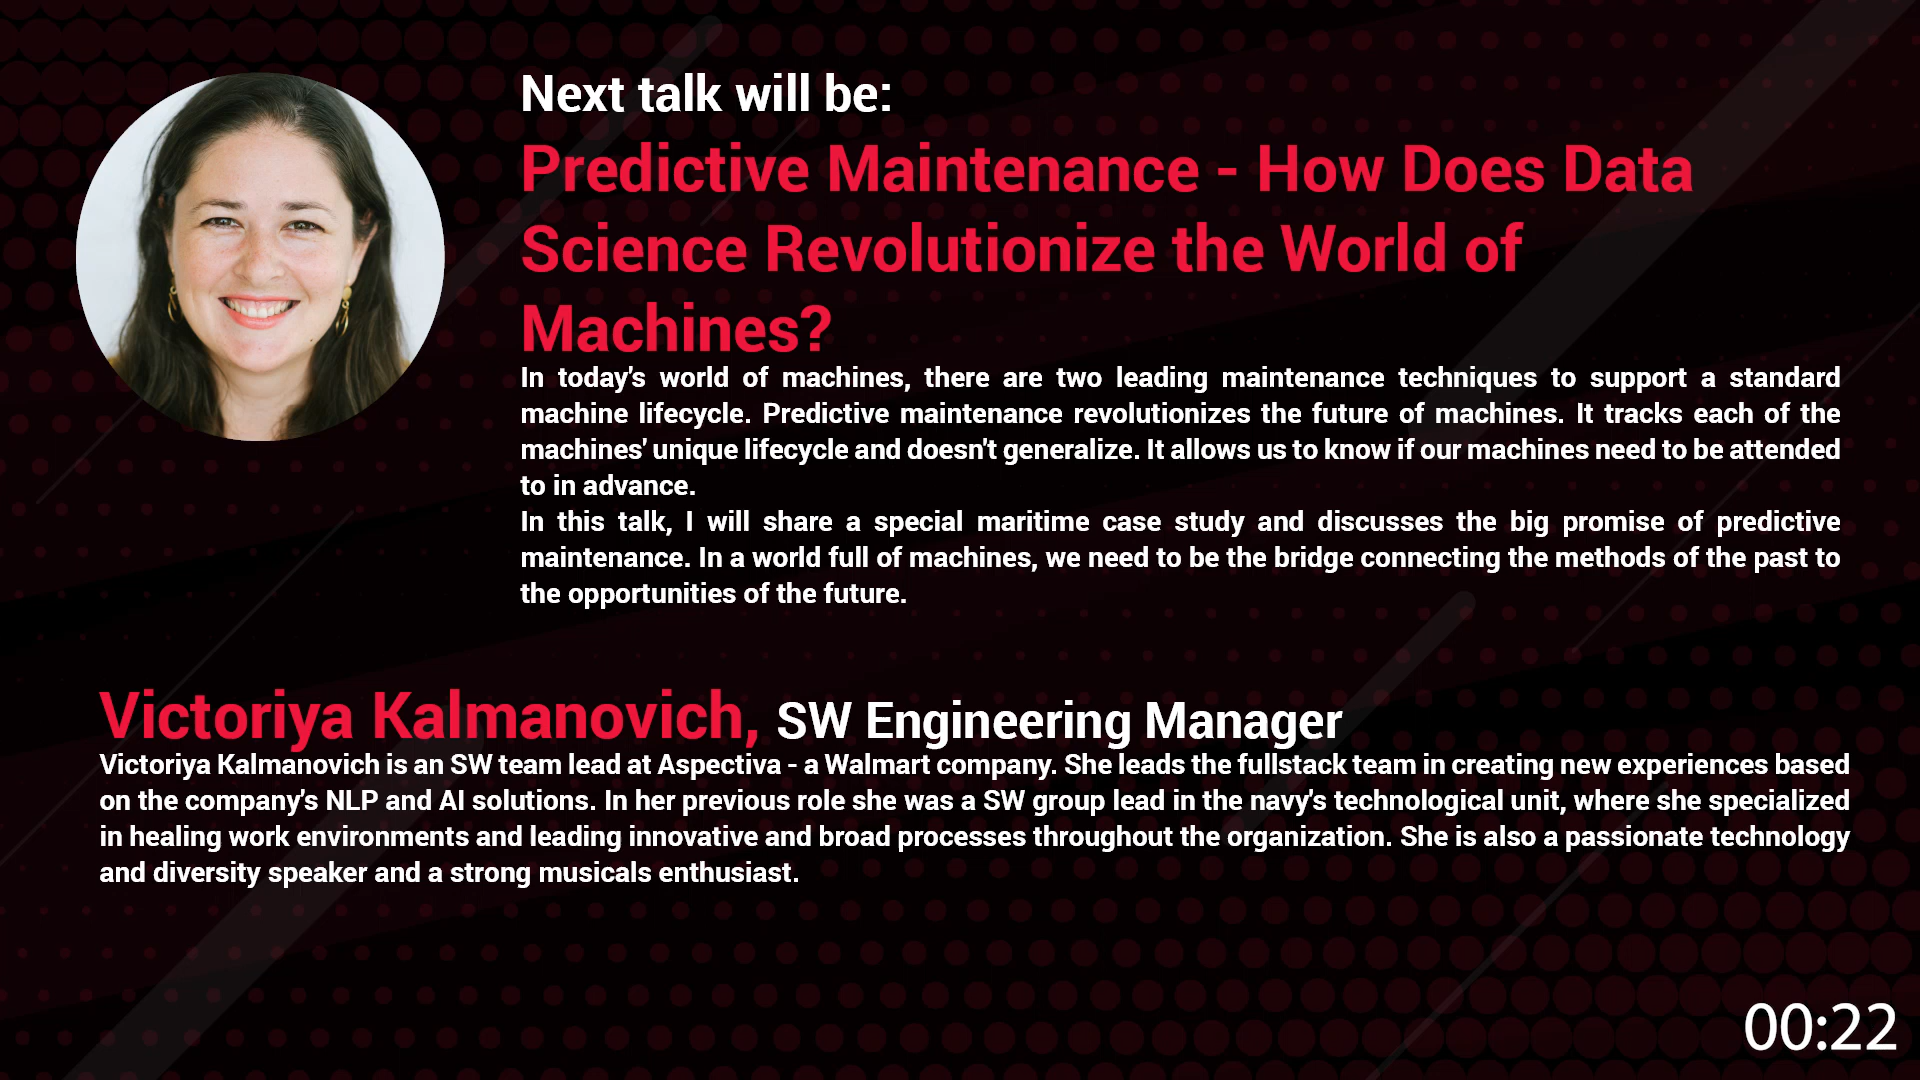 Next talk will be:
Predictive Maintenance - How Does Data
Science Revolutionize the World of
Machines?
In today's world of machines, there are two leading maintenance techniques to support a standard
machine lifecycle. Predictive maintenance revolutionizes the future of machines. It tracks each of the
machines' unique lifecycle and doesn't generalize. It allows us to know if our machines need to be attended
to in advance.
In this talk, I will share a special maritime case study and discusses the big promise of predictive
maintenance. In a world full of machines, we need to be the bridge connecting the methods of the past to
the opportunities of the future.
Victoriya Kalmanovich, SW Engineering Manager
Victoriya Kalmanovich is an SW team lead at Aspectiva - a Walmart company. She leads the fullstack team in creating new experiences based
on the company's NLP and AI solutions. In her previous role she was a SW group lead in the navy's technological unit, where she specialized
in healing work environments and leading innovative and broad processes throughout the organization. She is also a passionate technology
and diversity speaker and a strong musicals enthusiast.
00:22